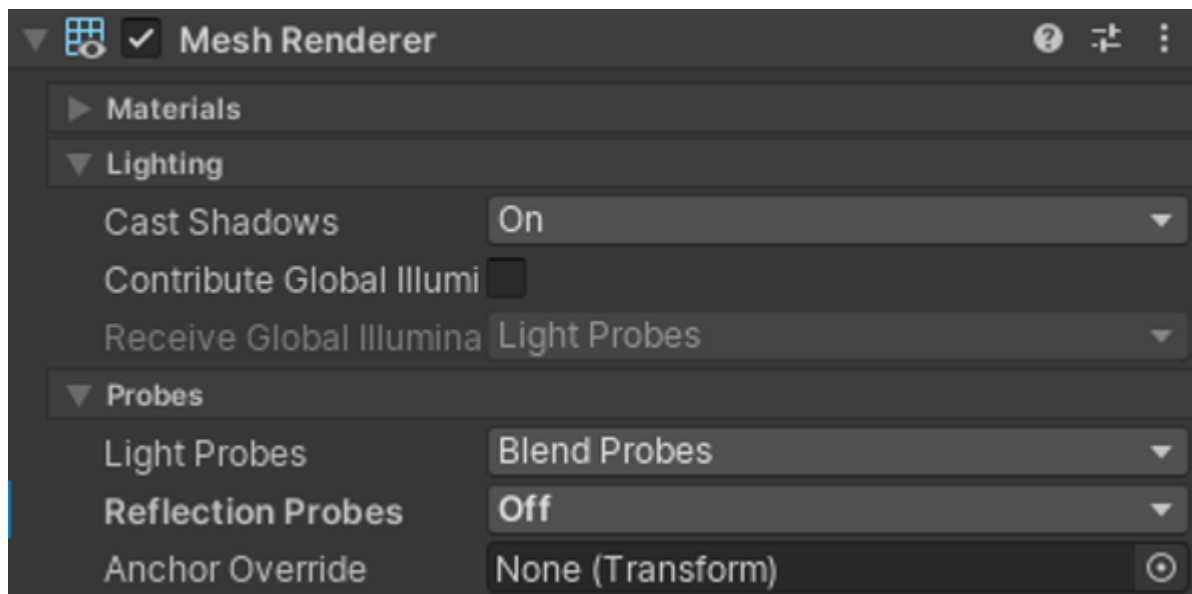 Mesh Renderer
Materials
Lighting
Cast Shadows On
Contribute Global Illumi
Receive Global Illumina Light Probes
Probes
Light Probes Blend Probes
Reflection Probes Off
Anchor Override None (Transform)